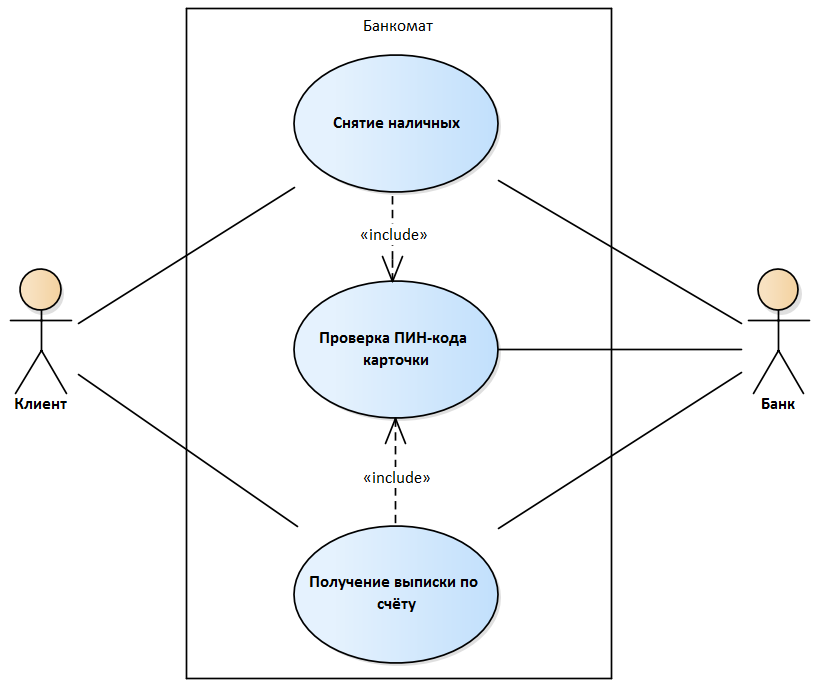 Банкомат
Снятие наличных
«include»
Проверка ПИН-кода
карточки
Клиент
Банк
«include»
Получение выписки по
счёту